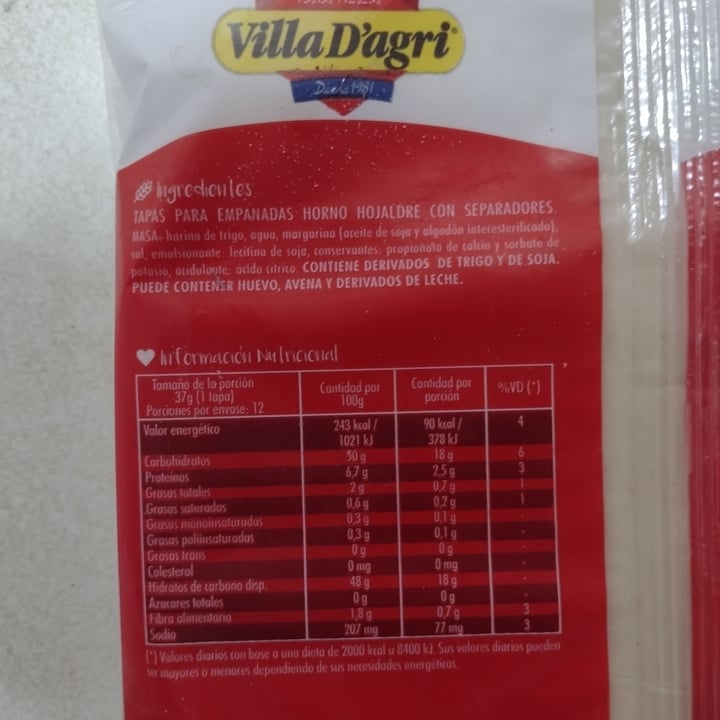 Villa D'agri
Desde 1981
Ingredientes
TAPAS PARA EMPANADAS HORNO HOJALDRE CON SEPARADORES.
MASA: harina de trigo, agua, margarina (aceite de soja y algodón interesterificado),
sal, emulsionante: lecitina de soja, conservantes: propionato de calcio y sorbato de
potasio, acidulante: ácido cítrico. CONTIENE DERIVADOS DE TRIGO Y DE SOJA.
PUEDE CONTENER HUEVO, AVENA Y DERIVADOS DE LECHE.
Información Nutricional
Tamaño de la porción
37g (1 tapa)
Porciones por envase: 12
Cantidad por
100g
Cantidad por
porción
%VD (*)
Valor energético 243 kcal / 90 kcal / 4
1021 kJ 378 kJ
Carbohidratos 50 g 18 g 6
Proteínas 6,7 g 2,5 g 3
Grasas totales 2 g 0,7 g 1
Grasas saturadas 0,6 g 0,2 g 1
Grasas monoinsaturadas 0,3 g 0,1 g -
Grasas poliinsaturadas 0,3 g 0,1 g -
Grasas trans 0 g 0 g -
Colesterol 0 mg 0 mg -
Hidratos de carbono disp. 48 g 18 g -
Azucares totales 0 g 0 g -
Fibra alimentaria 1,8 g 0,7 g 3
Sodio 207 mg 77 mg 3
(*) Valores diarios con base a una dieta de 2000 kcal u 8400 kJ. Sus valores diarios pueden
ser mayores o menores dependiendo de sus necesidades energéticas.